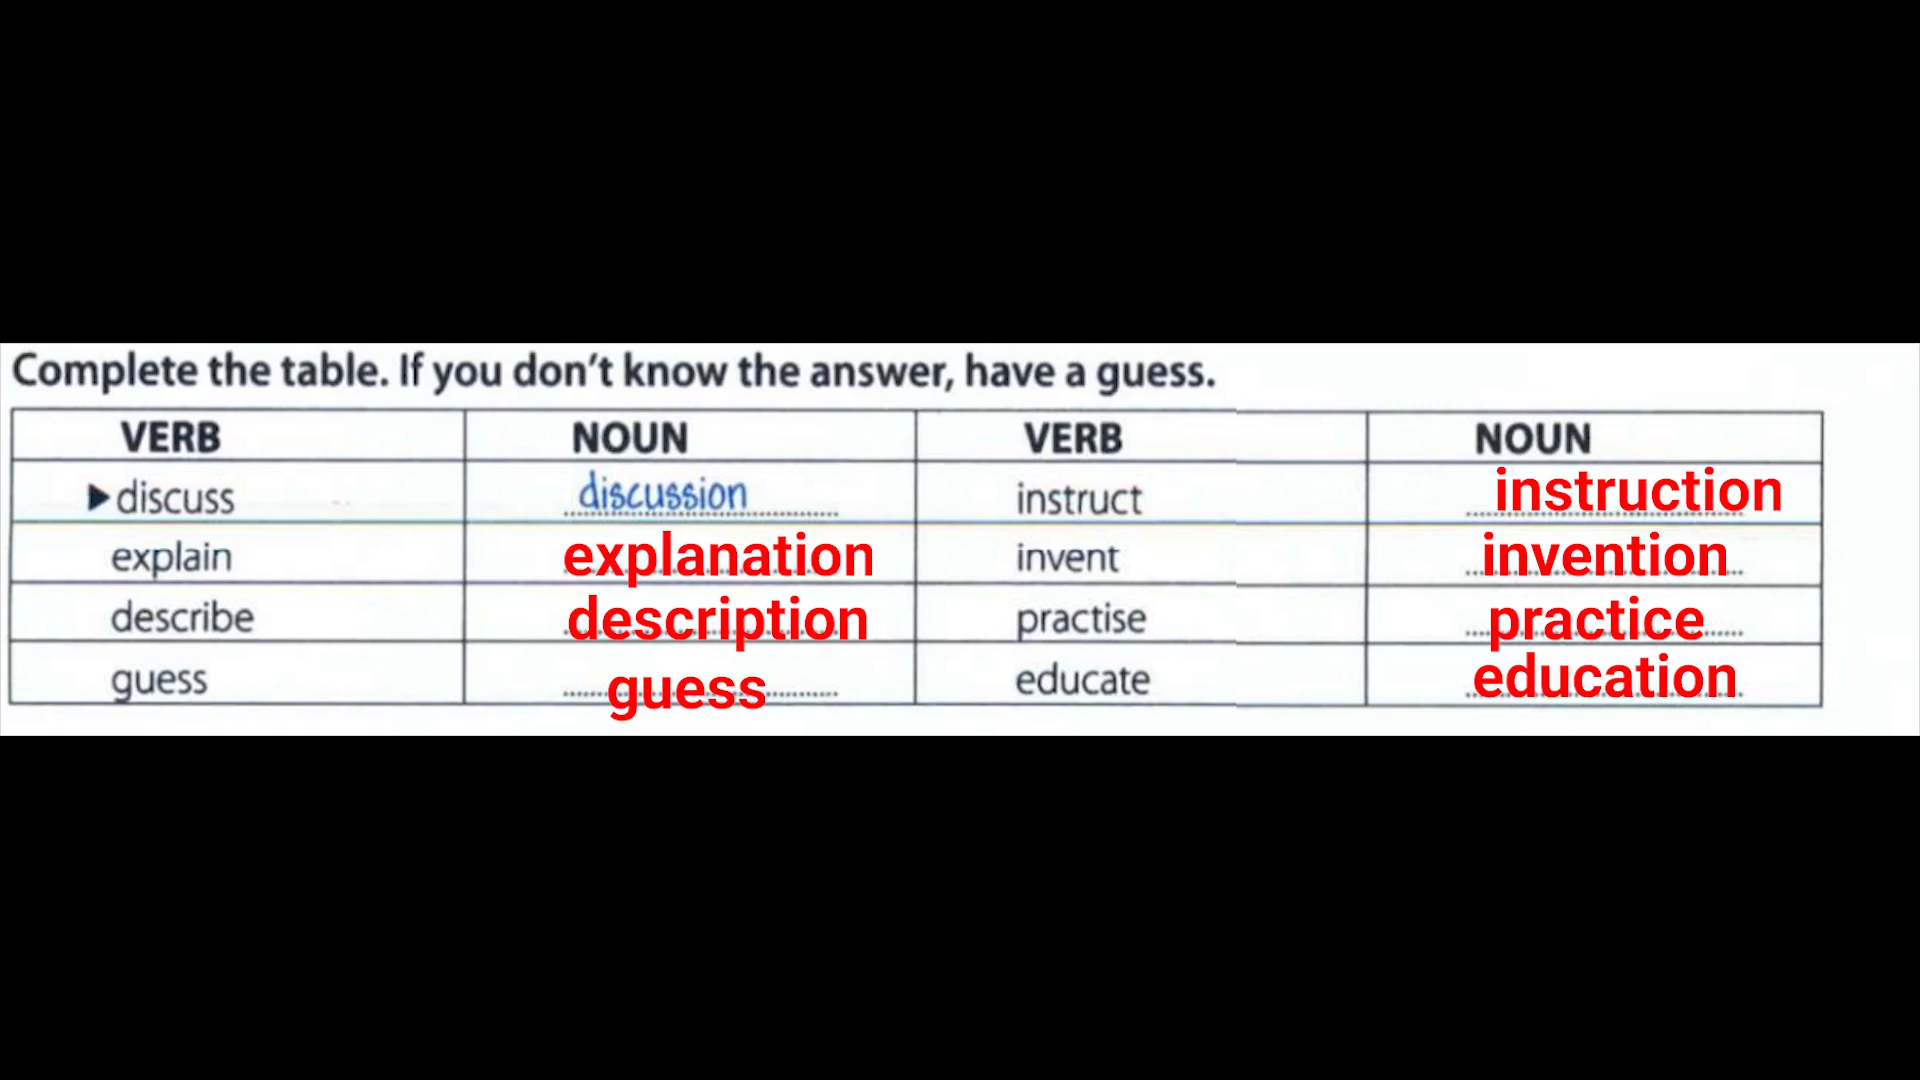 Complete the table. If you don't know the answer, have a guess.
VERB NOUN VERB NOUN
▶ discuss discussion instruct instruction
explain explanation invent invention
describe description practise practice
guess guess educate education